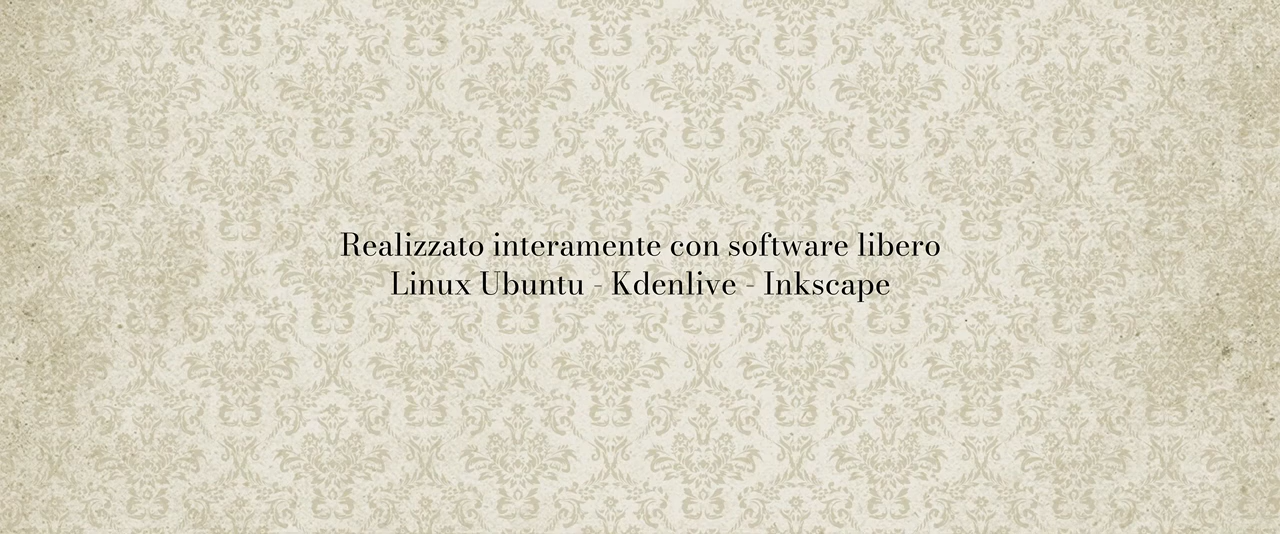 Realizzato interamente con software libero
Linux Ubuntu - Kdenlive - Inkscape